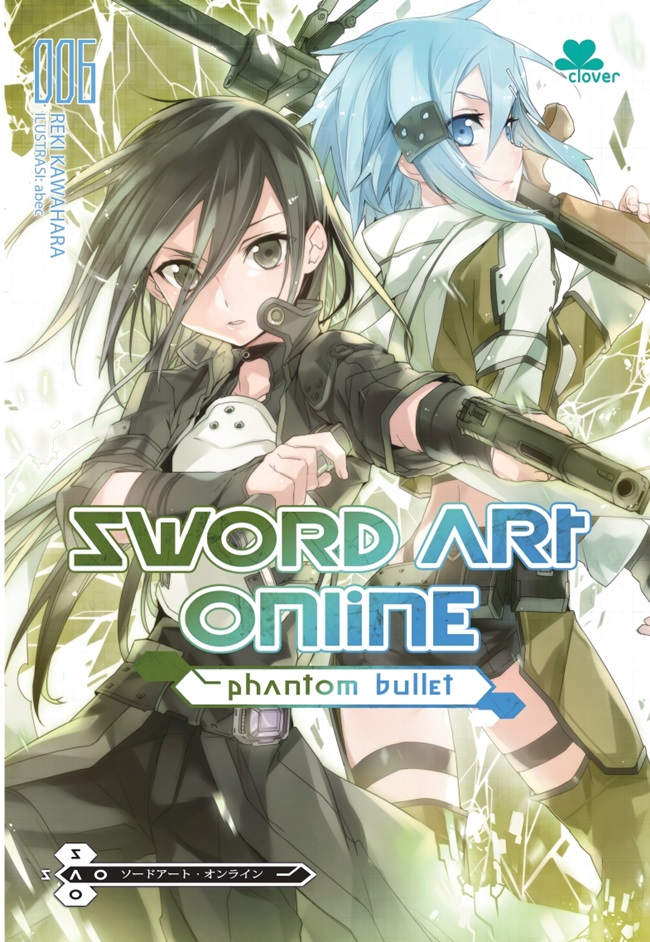 006
REKI KAWAHARA
ILUSTRASI: abec
clover
SWORD ART
ONLINE
phantom bullet
S
SAO
O
ソードアート・オンライン